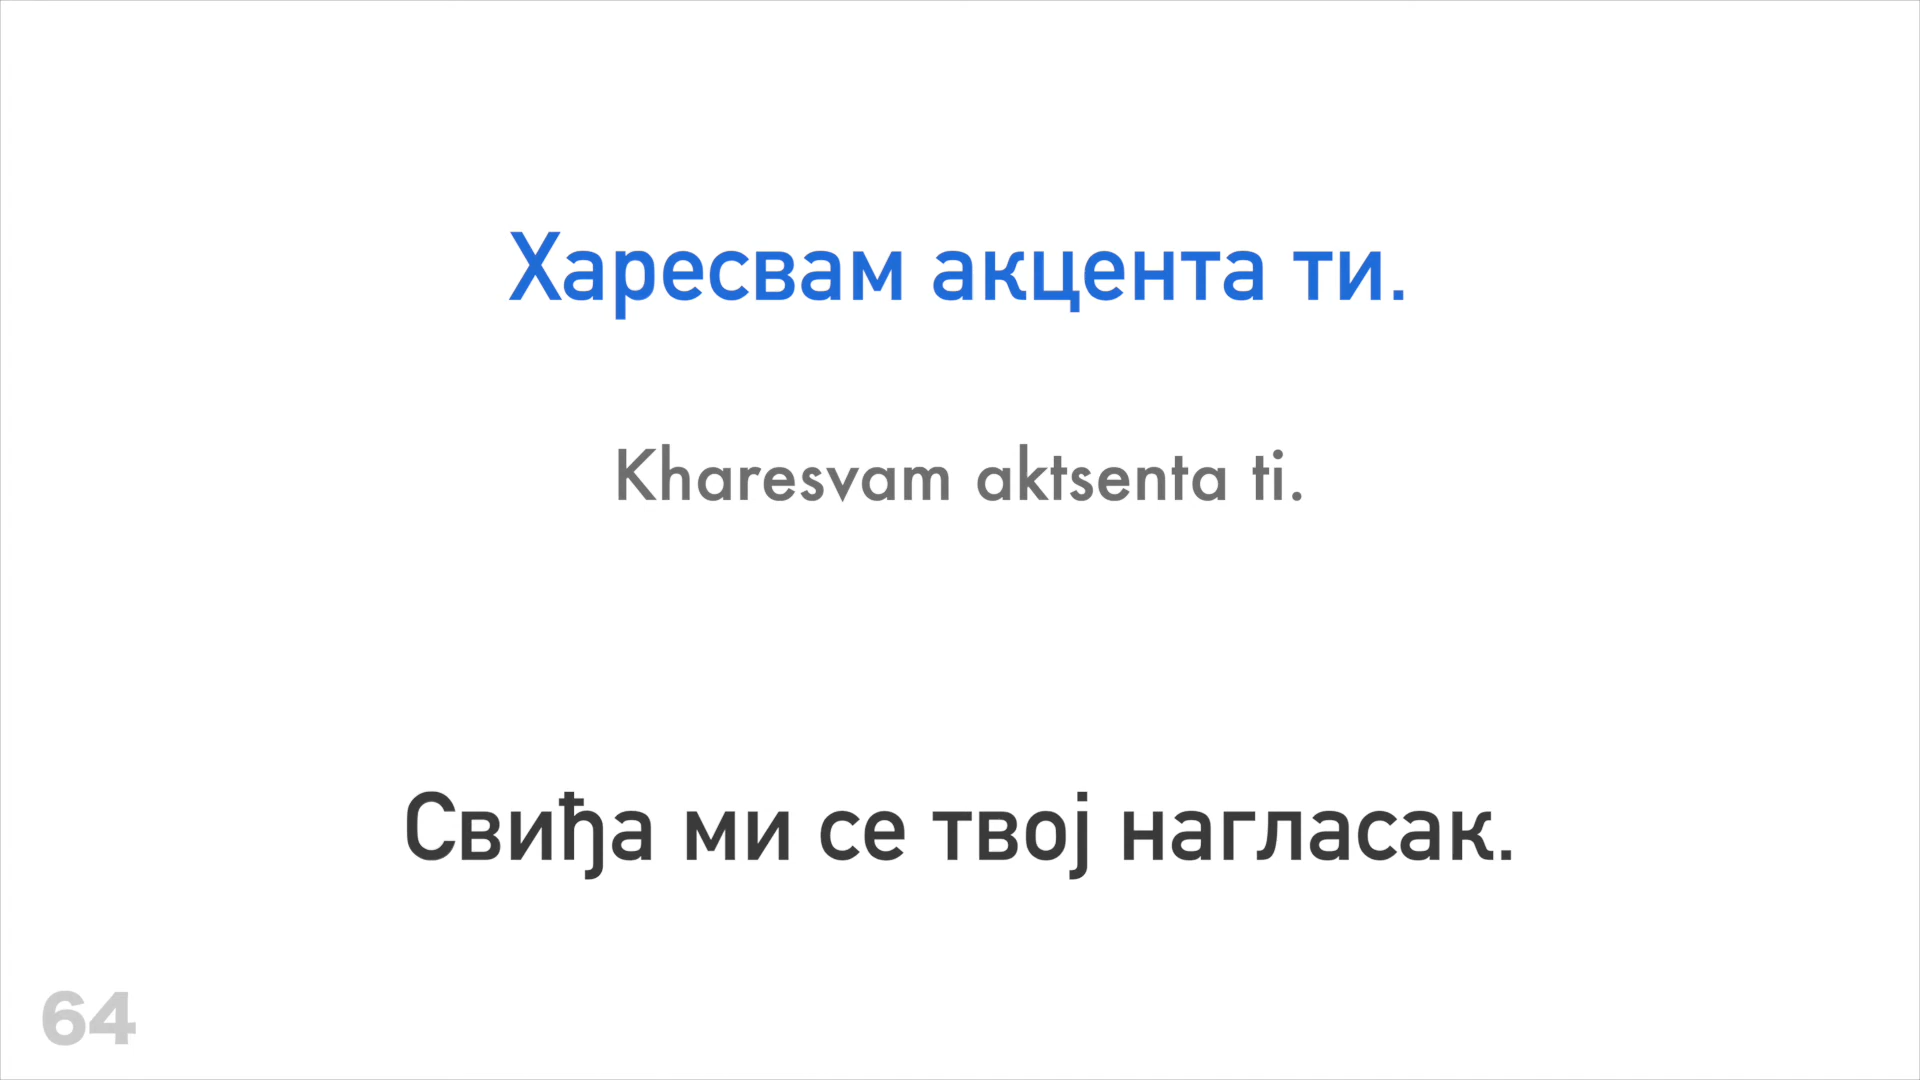 Харесвам акцента ти.
Kharesvam aktsenta ti.
Свиђа ми се твој нагласак.
64